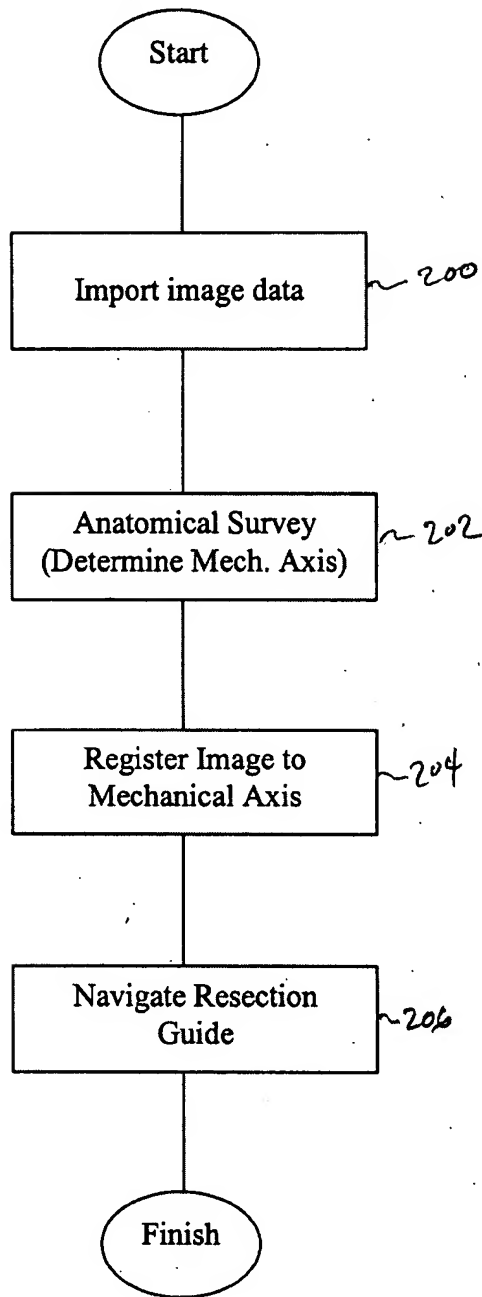 Start
Import image data
200
Anatomical Survey
(Determine Mech. Axis)
202
Register Image to
Mechanical Axis
204
Navigate Resection
Guide
206
Finish